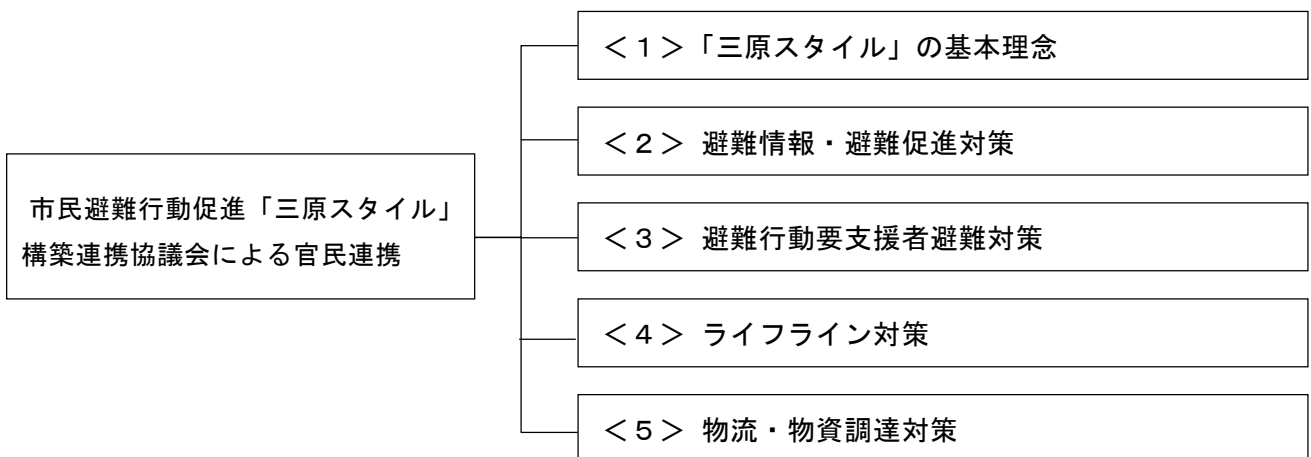 市民避難行動促進「三原スタイル」
構築連携協議会による官民連携
＜１＞「三原スタイル」の基本理念
＜２＞ 避難情報・避難促進対策
＜３＞ 避難行動要支援者避難対策
＜４＞ ライフライン対策
＜５＞ 物流・物資調達対策